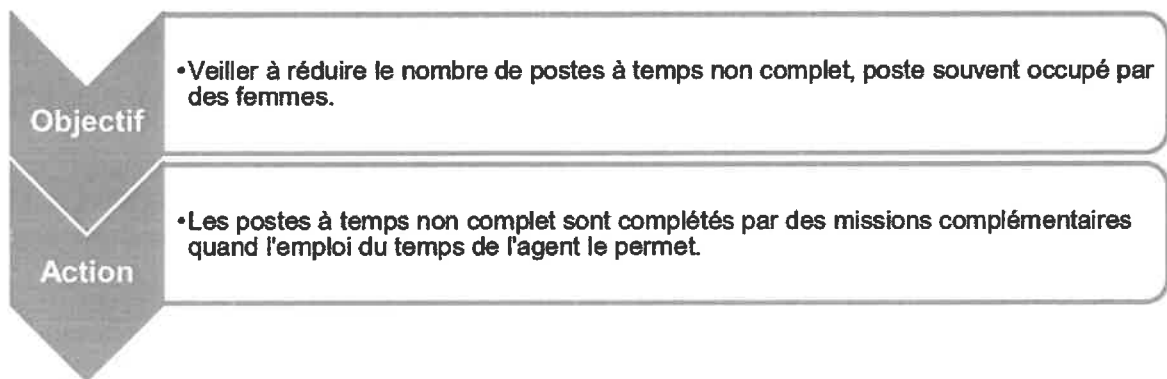 Objectif
•Veiller à réduire le nombre de postes à temps non complet, poste souvent occupé par
des femmes.
Action
•Les postes à temps non complet sont complétés par des missions complémentaires
quand l'emploi du temps de l'agent le permet.